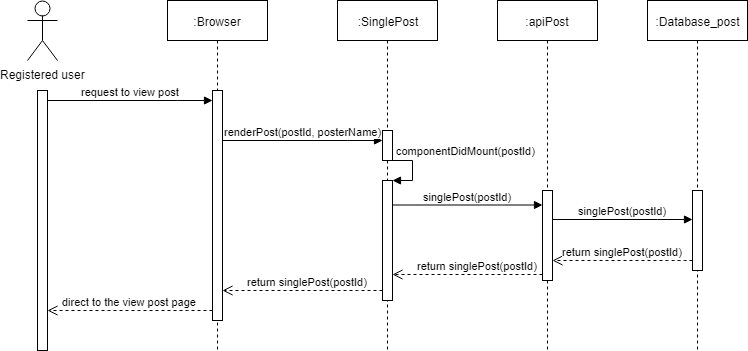 :Browser
:SinglePost
:apiPost
:Database_post
Registered user
request to view post
renderPost(postId, posterName)
componentDidMount(postId)
singlePost(postId)
singlePost(postId)
return singlePost(postId)
return singlePost(postId)
return singlePost(postId)
direct to the view post page